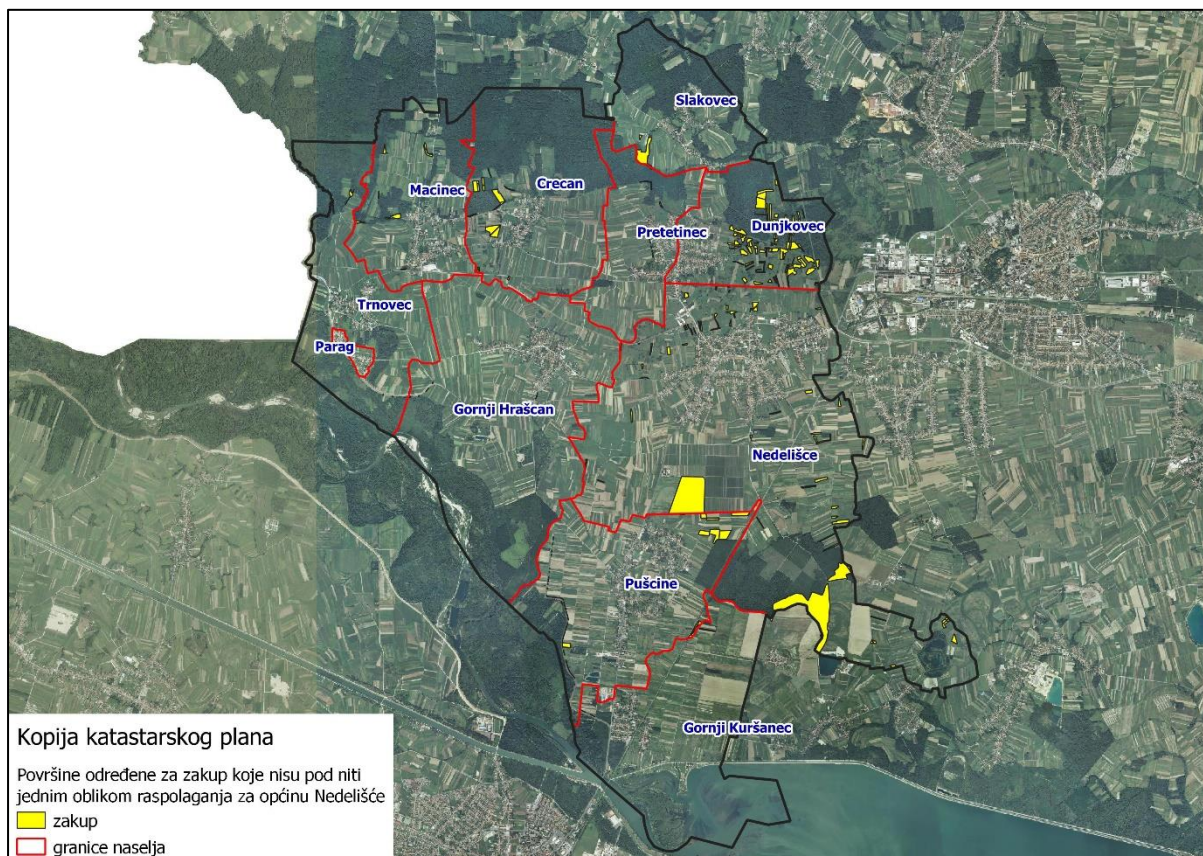 Slakovec
Macinec
Crecan
Pretetinec
Dunjkovec
Trnovec
Parag
Gornji Hrašcan
Nedelišce
Pušcine
Gornji Kuršanec
Kopija katastarskog plana
Površine određene za zakup koje nisu pod niti
jednim oblikom raspolaganja za općinu Nedelišće
zakup
granice naselja